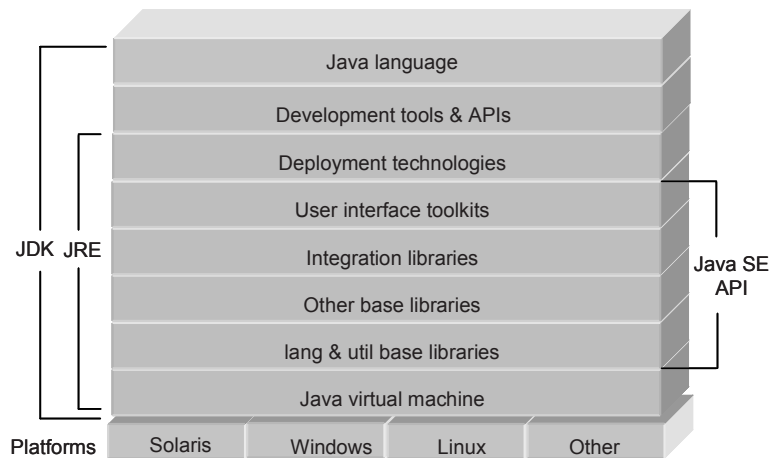 Java language
Development tools & APIs
Deployment technologies
User interface toolkits
Integration libraries
Other base libraries
lang & util base libraries
Java virtual machine
JDK
JRE
Java SE
API
Platforms
Solaris
Windows
Linux
Other